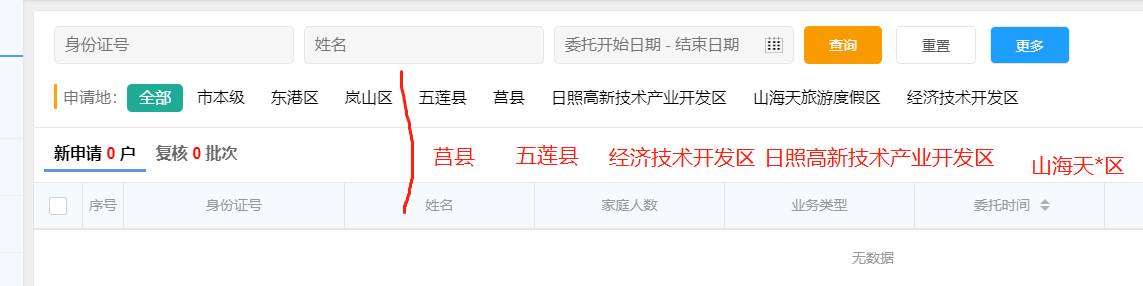 身份证号 姓名 委托开始日期 - 结束日期 查询 重置 更多
申请地: 全部 市本级 东港区 岚山区 五莲县 莒县 日照高新技术产业开发区 山海天旅游度假区 经济技术开发区
新申请 0 户 复核 0 批次 莒县 五莲县 经济技术开发区 日照高新技术产业开发区 山海天*区
序号 身份证号 姓名 家庭人数 业务类型 委托时间
无数据